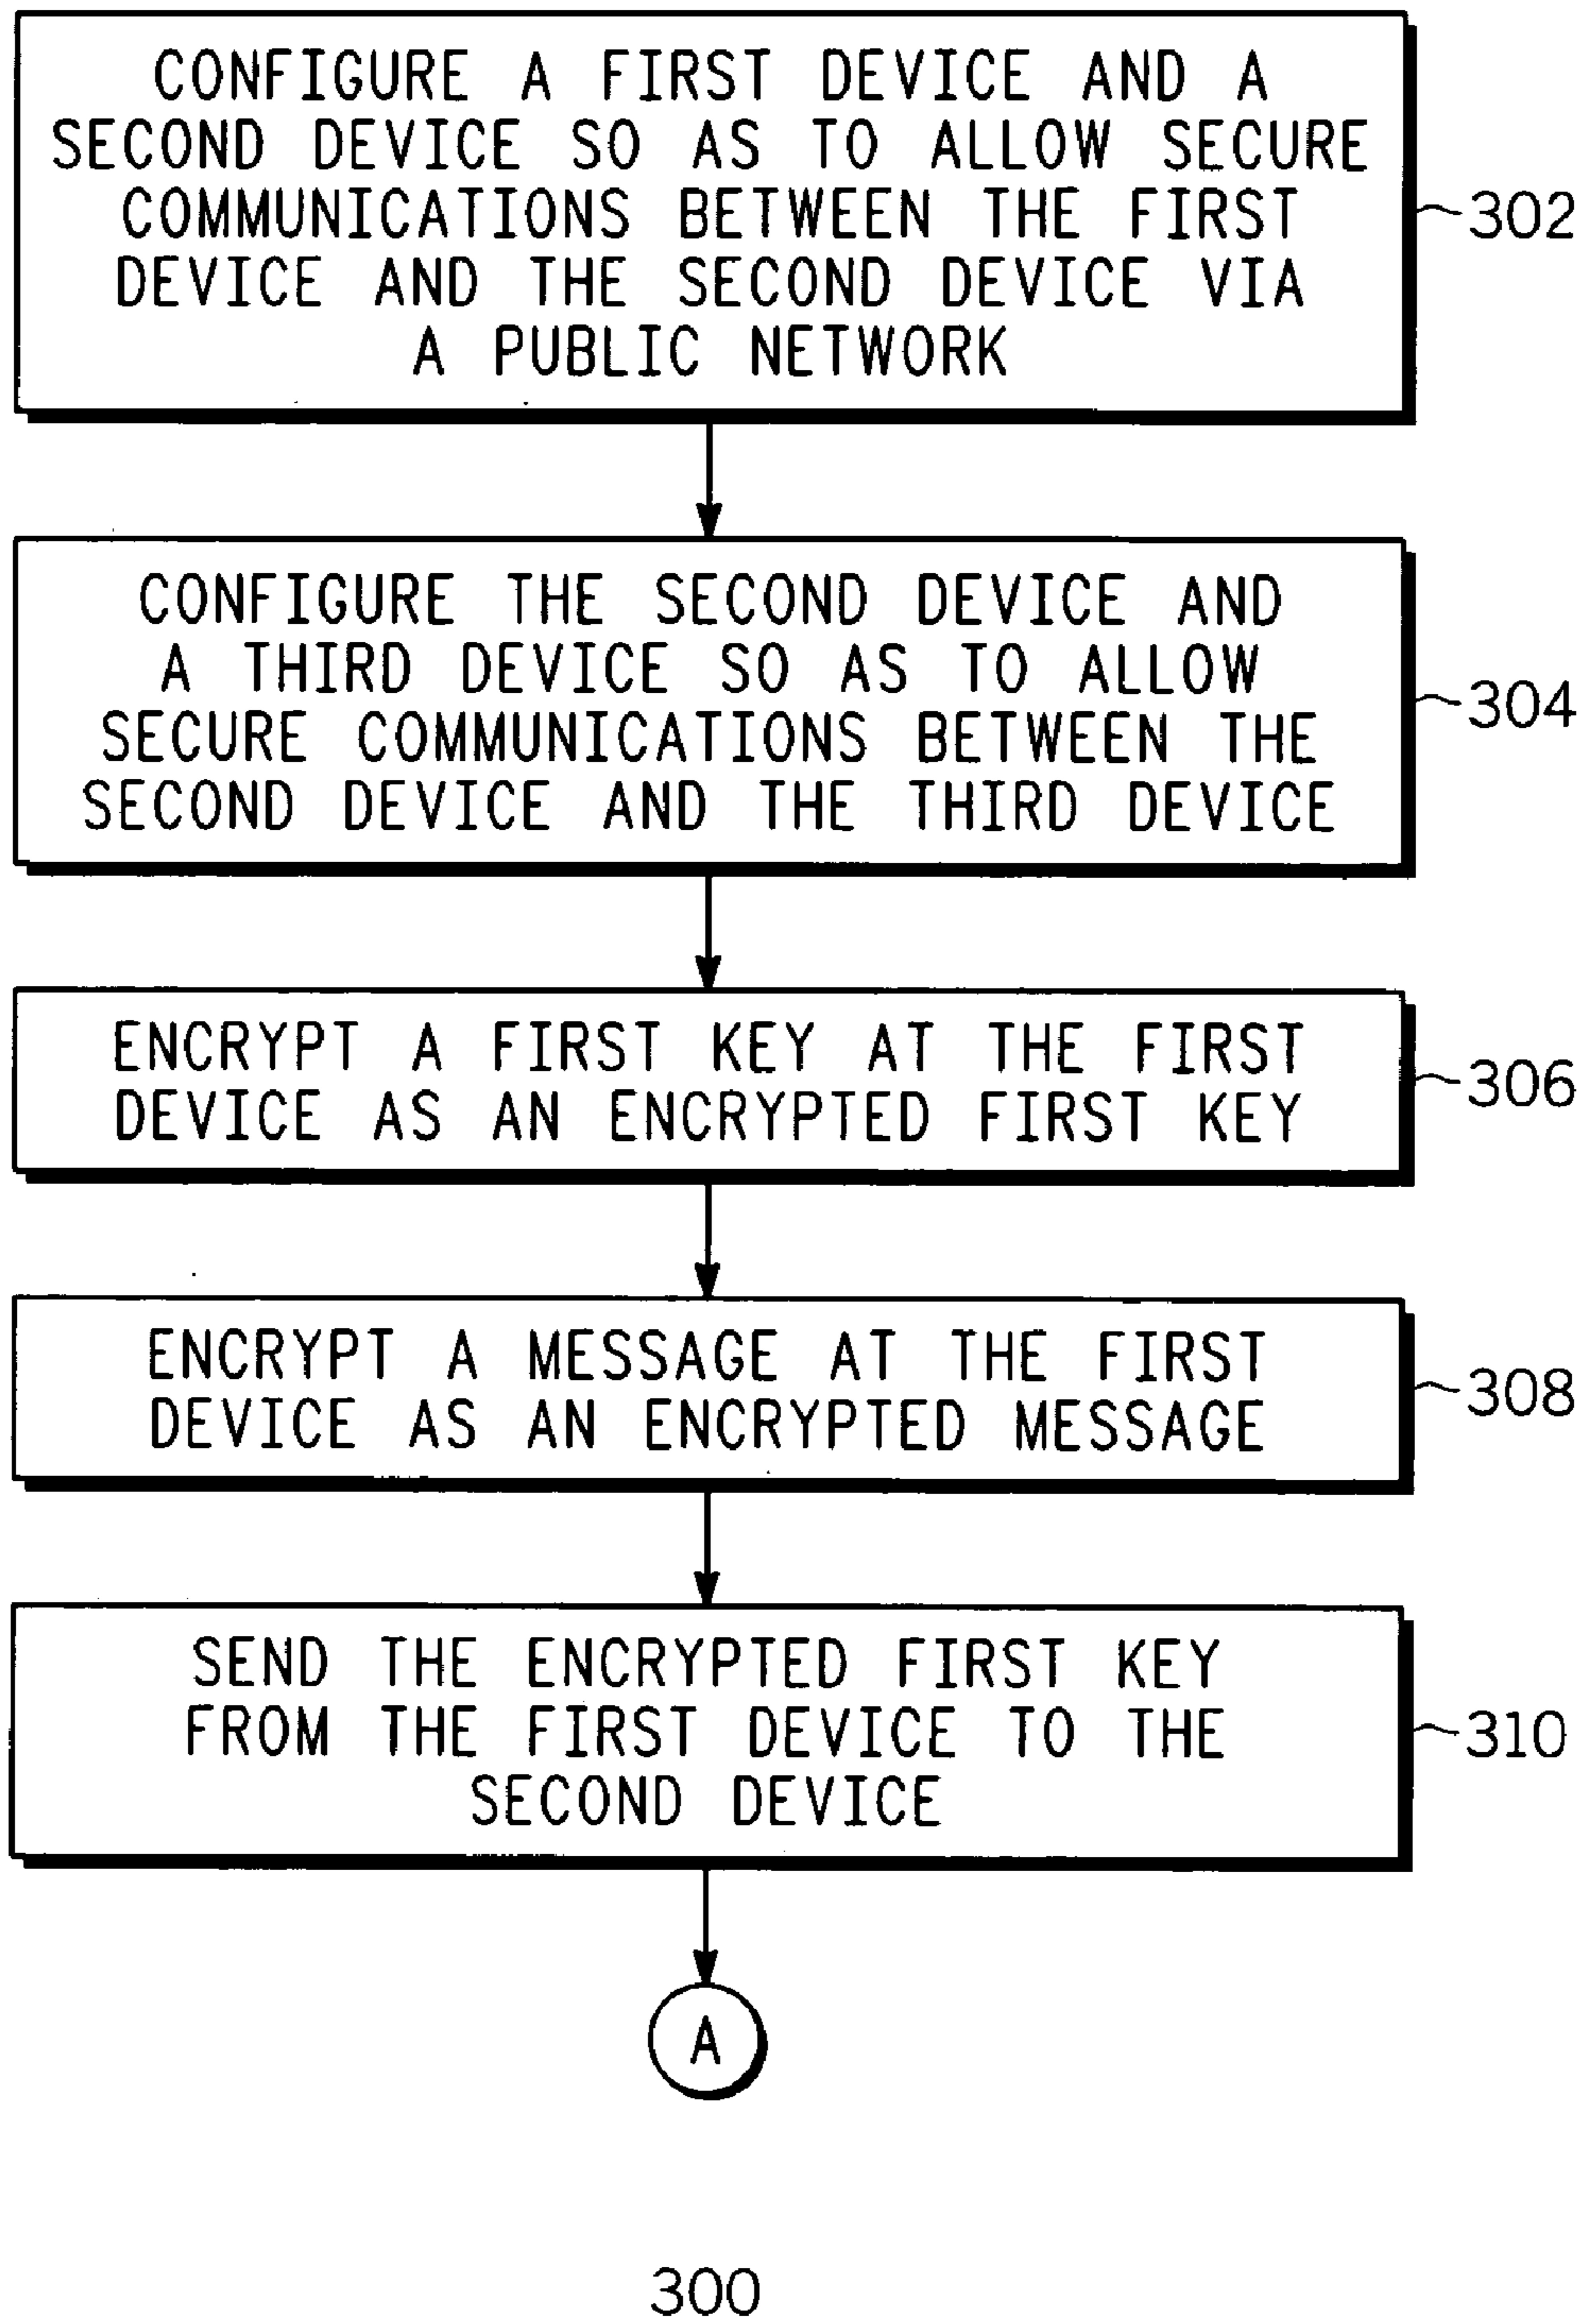 CONFIGURE A FIRST DEVICE AND A
SECOND DEVICE SO AS TO ALLOW SECURE
COMMUNICATIONS BETWEEN THE FIRST
DEVICE AND THE SECOND DEVICE VIA
A PUBLIC NETWORK
302
CONFIGURE THE SECOND DEVICE AND
A THIRD DEVICE SO AS TO ALLOW
SECURE COMMUNICATIONS BETWEEN THE
SECOND DEVICE AND THE THIRD DEVICE
304
ENCRYPT A FIRST KEY AT THE FIRST
DEVICE AS AN ENCRYPTED FIRST KEY
306
ENCRYPT A MESSAGE AT THE FIRST
DEVICE AS AN ENCRYPTED MESSAGE
308
SEND THE ENCRYPTED FIRST KEY
FROM THE FIRST DEVICE TO THE
SECOND DEVICE
310
A
300